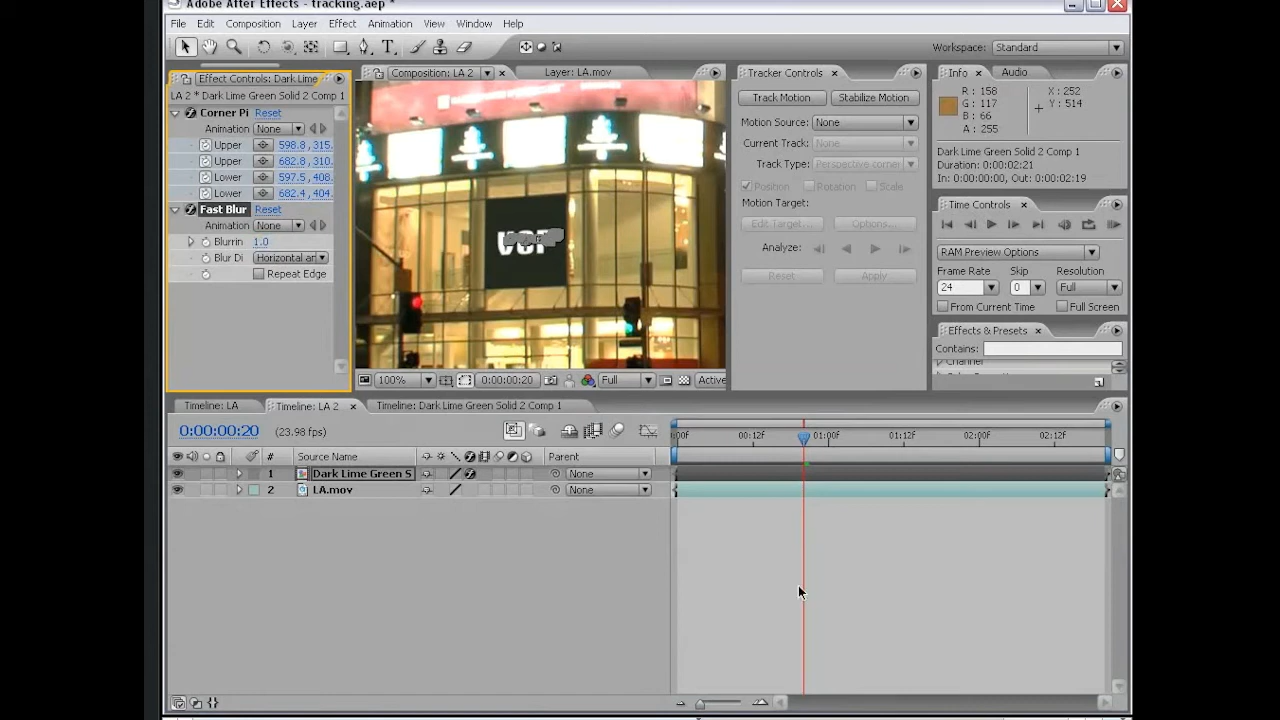 Adobe After Effects - tracking.aep *
File Edit Composition Layer Effect Animation View Window Help
Workspace: Standard
Effect Controls: Dark Lime
LA 2 * Dark Lime Green Solid 2 Comp 1
Corner Pi Reset
Animation None
Upper 598.8, 315.
Upper 682.8, 310.
Lower 597.5, 408.
Lower 682.4, 404.
Fast Blur Reset
Animation None
Blurrin 1.0
Blur Di Horizontal ar
Repeat Edge
Composition: LA 2
Layer: LA.mov
100% 0:00:00:20 Full Active
Tracker Controls
Track Motion Stabilize Motion
Motion Source: None
Current Track: None
Track Type: Perspective corner
Position Rotation Scale
Motion Target:
Edit Target... Options...
Analyze:
Reset Apply
Info Audio
R : 158 X : 252
G : 117 Y : 514
B : 66
A : 255
Dark Lime Green Solid 2 Comp 1
Duration: 0:00:02:21
In: 0:00:00:00, Out: 0:00:02:19
Time Controls
RAM Preview Options
Frame Rate Skip Resolution
24 0 Full
From Current Time Full Screen
Effects & Presets
Contains:
Channel
Timeline: LA Timeline: LA 2 Timeline: Dark Lime Green Solid 2 Comp 1
0:00:00:20 (23.98 fps)
:00f 00:12f 01:00f 01:12f 02:00f 02:12f
# Source Name Parent
1 Dark Lime Green S None
2 LA.mov None